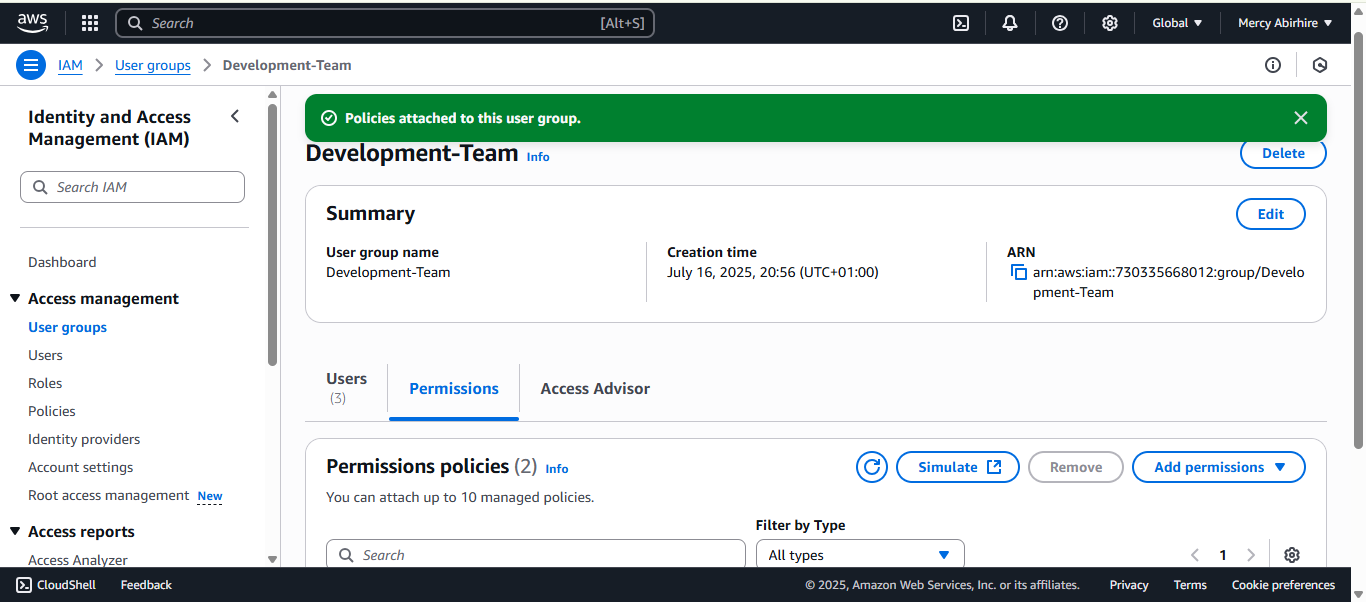 aws
Search [Alt+S]
Global
Mercy Abirhire
IAM
User groups
Development-Team
Identity and Access
Management (IAM)
Search IAM
Dashboard
Access management
User groups
Users
Roles
Policies
Identity providers
Account settings
Root access management New
Access reports
Access Analyzer
Policies attached to this user group.
Development-Team Info
Delete
Summary
Edit
User group name
Development-Team
Creation time
July 16, 2025, 20:56 (UTC+01:00)
ARN
arn:aws:iam::730335668012:group/Develo
pment-Team
Users
(3)
Permissions
Access Advisor
Permissions policies (2) Info
You can attach up to 10 managed policies.
Simulate
Remove
Add permissions
Filter by Type
Search
All types
1
CloudShell
Feedback
© 2025, Amazon Web Services, Inc. or its affiliates.
Privacy
Terms
Cookie preferences